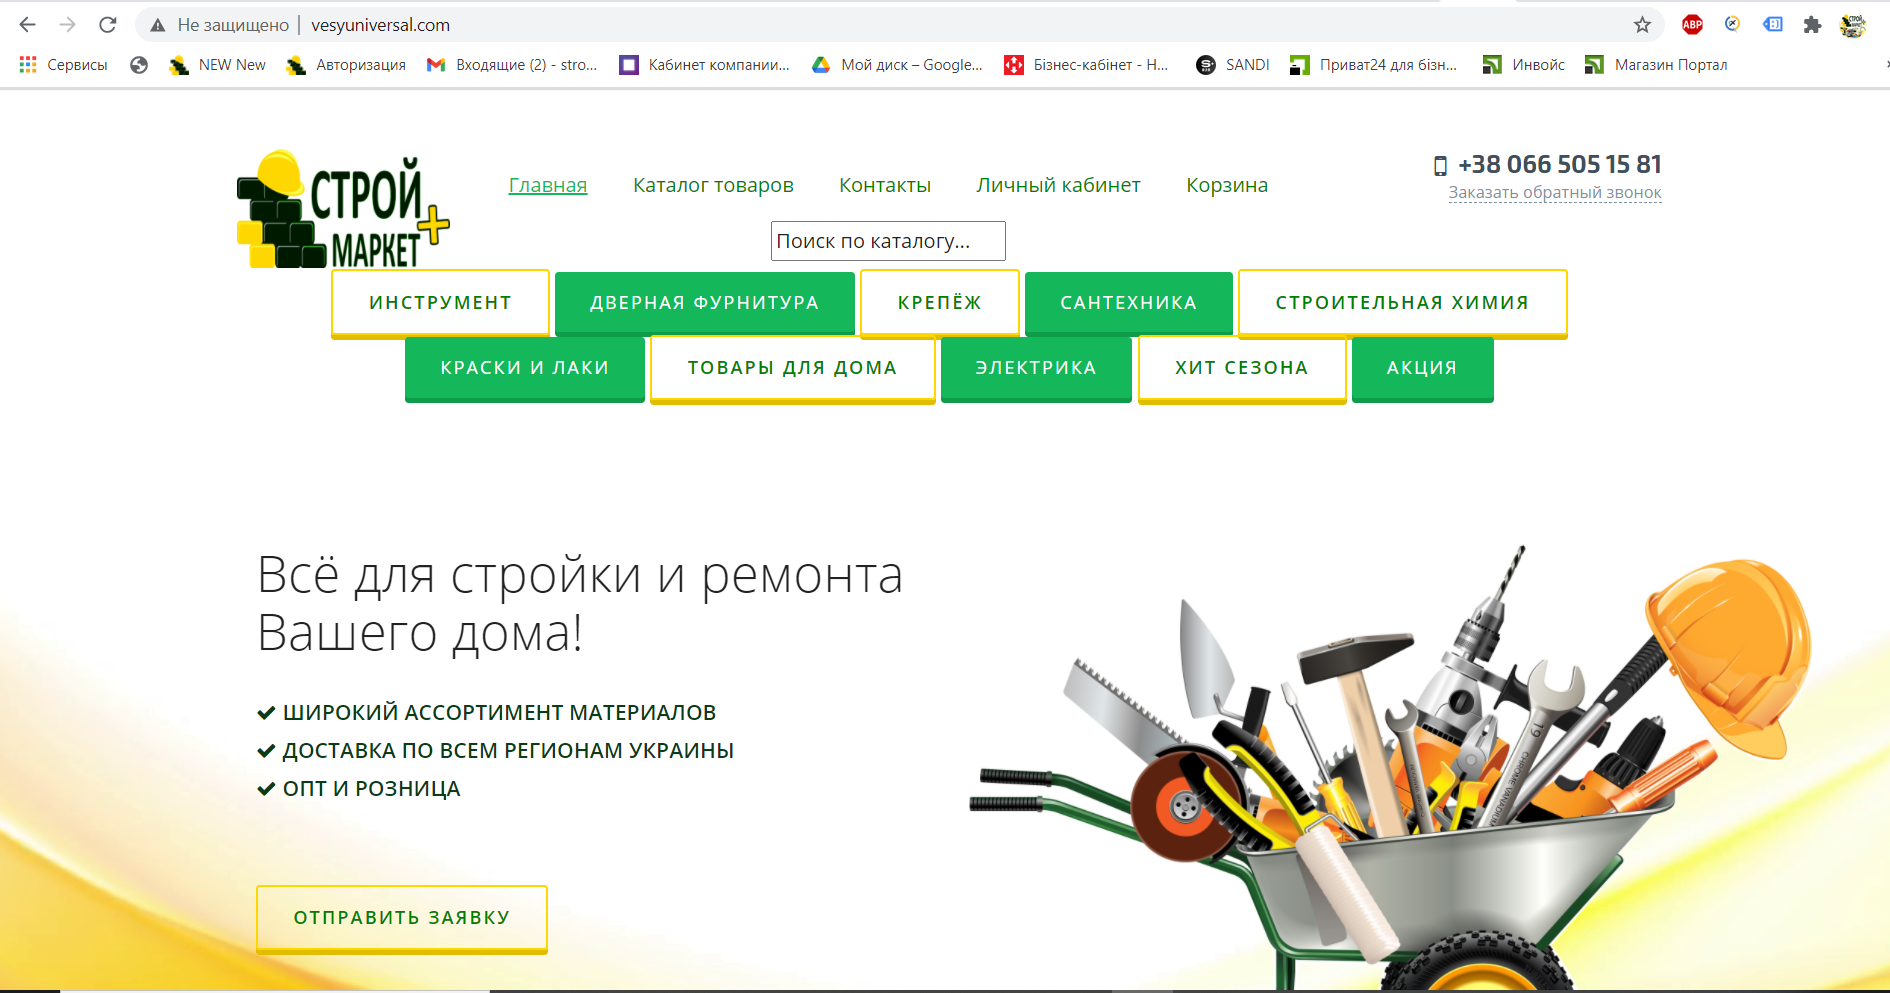 Не защищено | vesyuniversal.com
ABP
Сервисы NEW New Авторизация Входящие (2) - stro... Кабинет компании... Мой диск – Google... Бізнес-кабінет - Н... SANDI Приват24 для бізн... Инвойс Магазин Портал
СТРОЙ
МАРКЕТ+
Главная Каталог товаров Контакты Личный кабинет Корзина
+38 066 505 15 81
Заказать обратный звонок
Поиск по каталогу...
ИНСТРУМЕНТ ДВЕРНАЯ ФУРНИТУРА КРЕПЁЖ САНТЕХНИКА СТРОИТЕЛЬНАЯ ХИМИЯ
КРАСКИ И ЛАКИ ТОВАРЫ ДЛЯ ДОМА ЭЛЕКТРИКА ХИТ СЕЗОНА АКЦИЯ
Всё для стройки и ремонта
Вашего дома!
ШИРОКИЙ АССОРТИМЕНТ МАТЕРИАЛОВ
ДОСТАВКА ПО ВСЕМ РЕГИОНАМ УКРАИНЫ
ОПТ И РОЗНИЦА
ОТПРАВИТЬ ЗАЯВКУ
19
CHROME VANADIUM